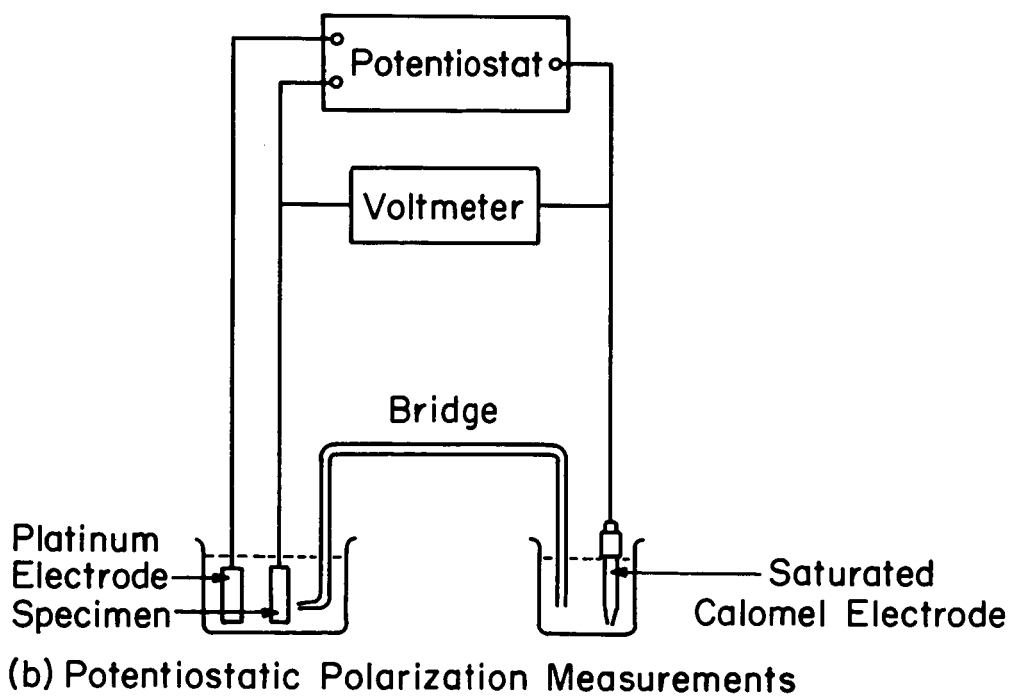 Potentiostat
Voltmeter
Bridge
Platinum
Electrode
Specimen
Saturated
Calomel Electrode
(b) Potentiostatic Polarization Measurements